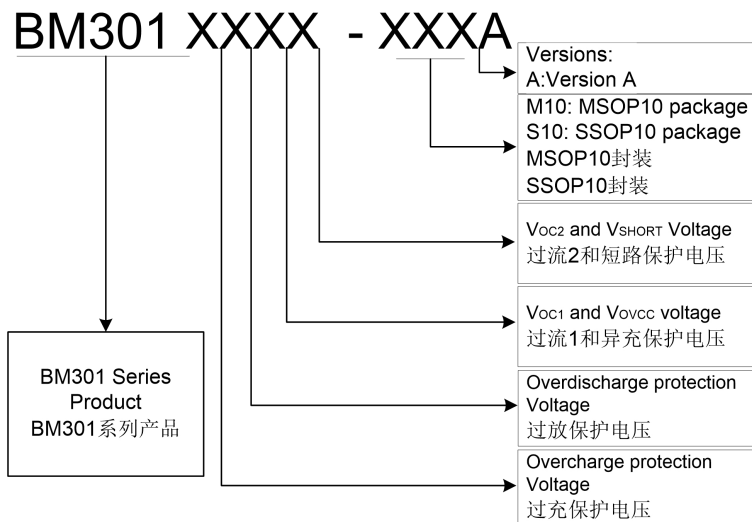 BM301 XXXX - XXXA
Versions:
A:Version A
M10: MSOP10 package
S10: SSOP10 package
MSOP10封装
SSOP10封装
VOC2 and VSHORT Voltage
过流2和短路保护电压
VOC1 and VOVCC voltage
过流1和异充保护电压
BM301 Series
Product
BM301系列产品
Overdischarge protection
Voltage
过放保护电压
Overcharge protection
Voltage
过充保护电压